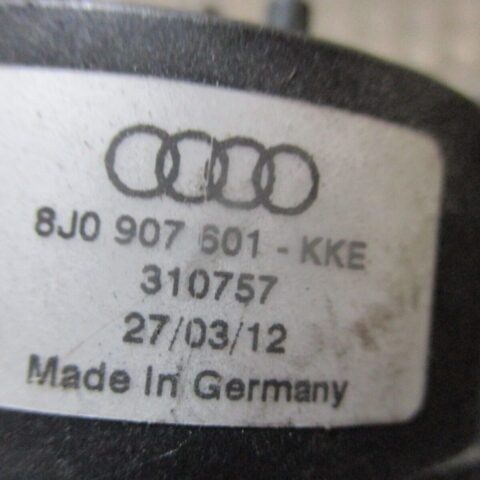 8J0 907 601 - KKE
310757
27/03/12
Made In Germany